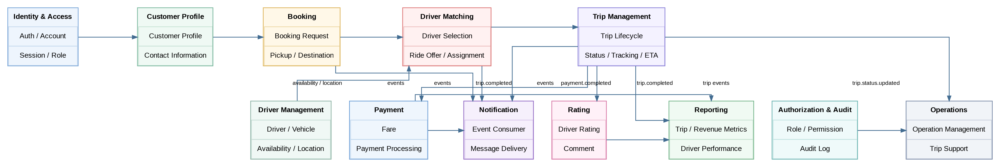 Identity & Access
Auth / Account
Session / Role
Customer Profile
Customer Profile
Contact Information
Booking
Booking Request
Pickup / Destination
Driver Matching
Driver Selection
Ride Offer / Assignment
Trip Management
Trip Lifecycle
Status / Tracking / ETA
availability / location
events
events
trip.completed
events
payment.completed
trip.completed
trip events
trip.status.updated
Driver Management
Driver / Vehicle
Availability / Location
Payment
Fare
Payment Processing
Notification
Event Consumer
Message Delivery
Rating
Driver Rating
Comment
Reporting
Trip / Revenue Metrics
Driver Performance
Authorization & Audit
Role / Permission
Audit Log
Operations
Operation Management
Trip Support